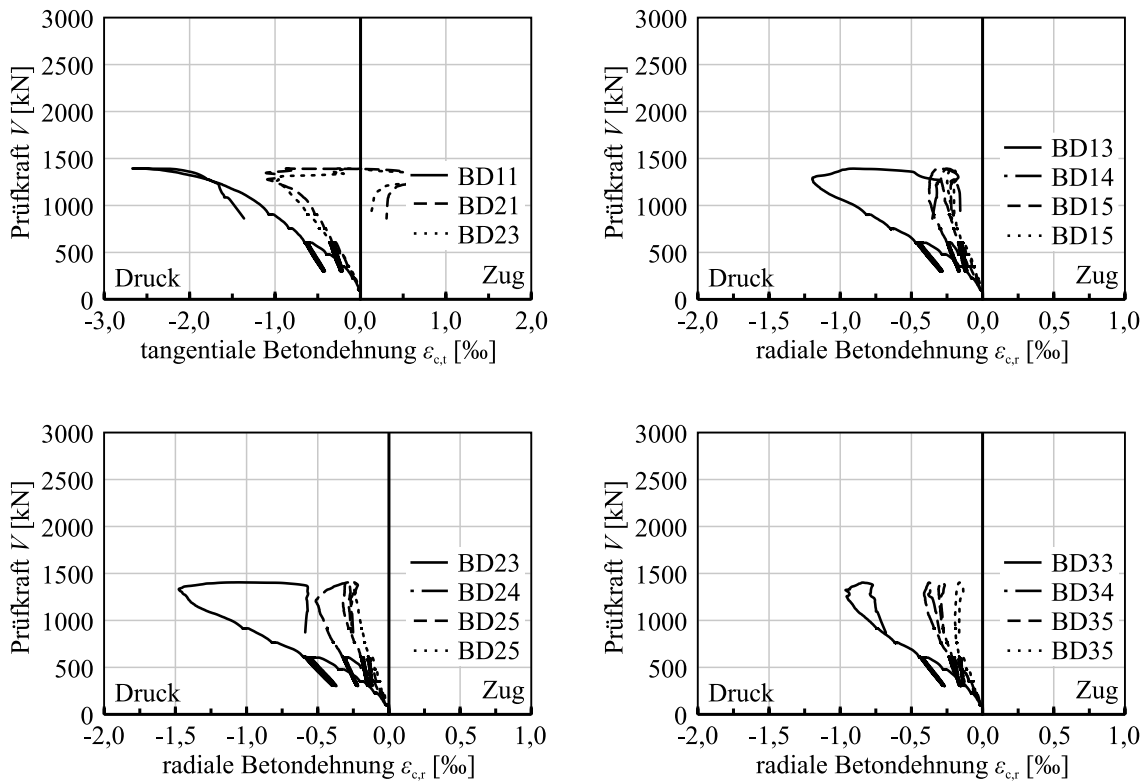 Prüfkraft V [kN]
3000
2500
2000
1500
1000
500
0
BD11
BD21
BD23
Druck
Zug
-3,0 -2,0 -1,0 0,0 1,0 2,0
tangentiale Betondehnung εc,t [‰]
Prüfkraft V [kN]
3000
2500
2000
1500
1000
500
0
BD13
BD14
BD15
BD15
Druck
Zug
-2,0 -1,5 -1,0 -0,5 0,0 0,5 1,0
radiale Betondehnung εc,r [‰]
Prüfkraft V [kN]
3000
2500
2000
1500
1000
500
0
BD23
BD24
BD25
BD25
Druck
Zug
-2,0 -1,5 -1,0 -0,5 0,0 0,5 1,0
radiale Betondehnung εc,r [‰]
Prüfkraft V [kN]
3000
2500
2000
1500
1000
500
0
BD33
BD34
BD35
BD35
Druck
Zug
-2,0 -1,5 -1,0 -0,5 0,0 0,5 1,0
radiale Betondehnung εc,r [‰]